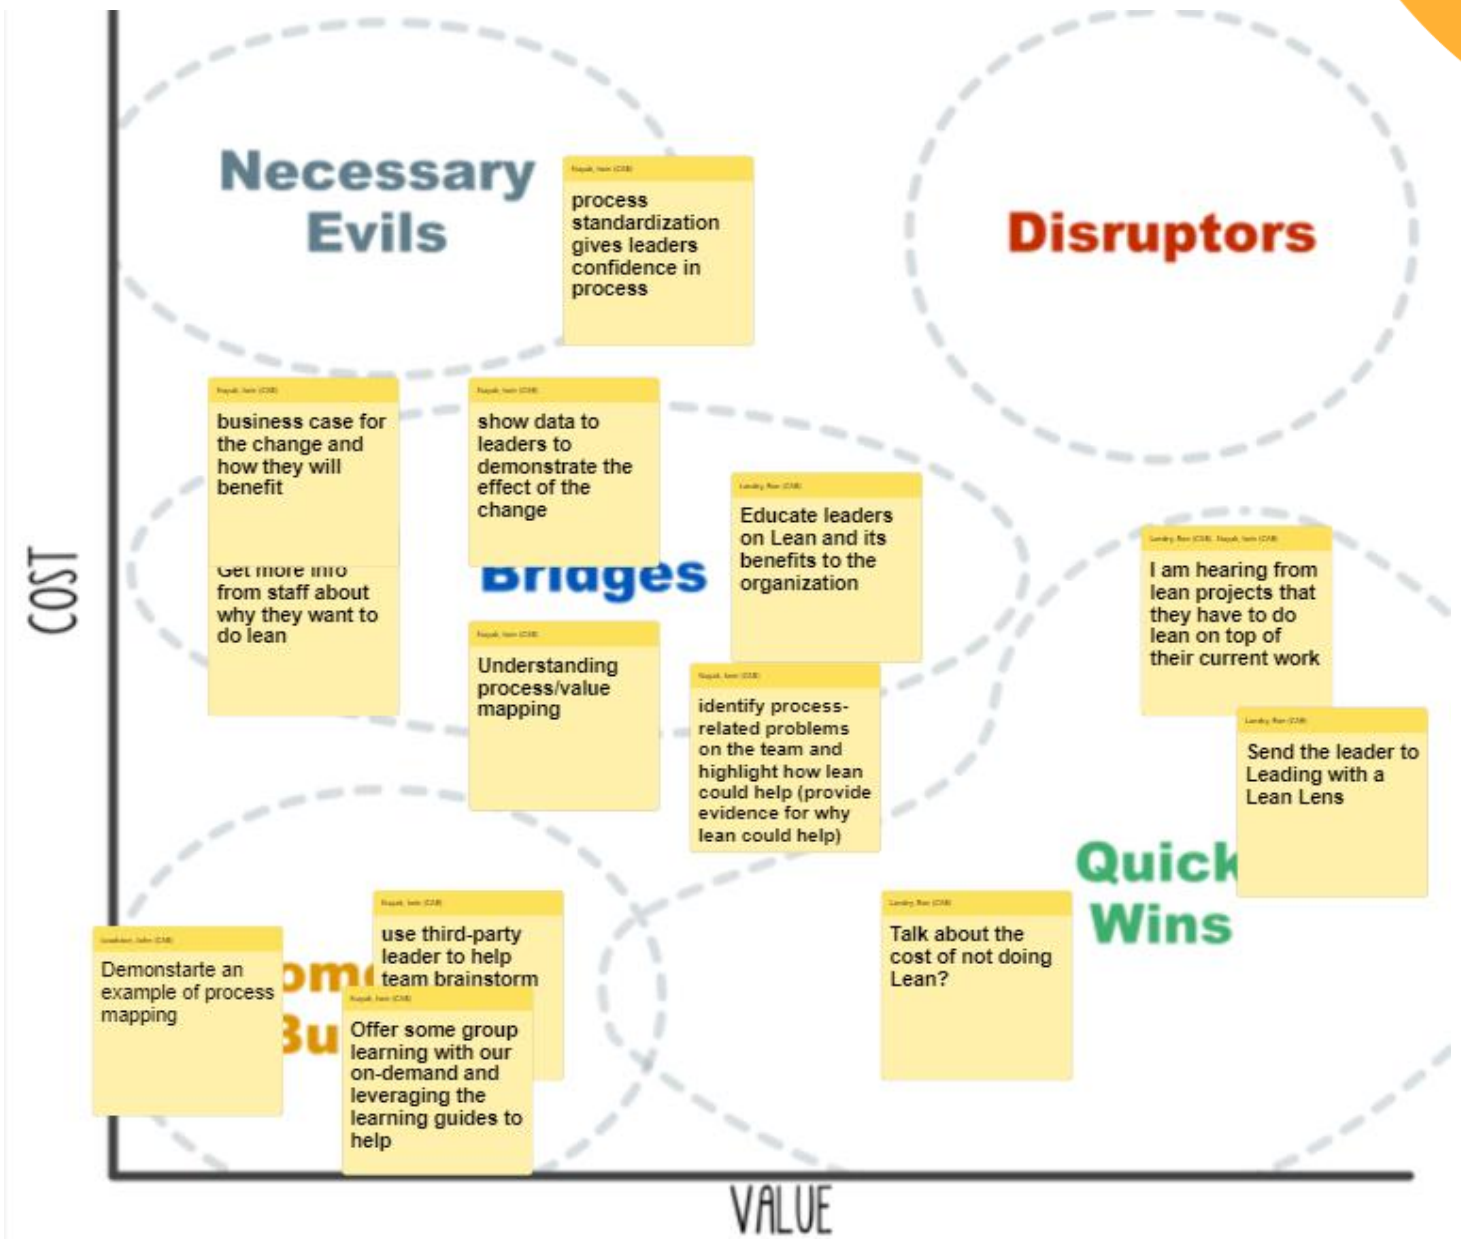 Necessary
Evils
process
standardization
gives leaders
confidence in
process
Disruptors
business case for
the change and
how they will
benefit
show data to
leaders to
demonstrate the
effect of the
change
Educate leaders
on Lean and its
benefits to the
organization
I am hearing from
lean projects that
they have to do
lean on top of
their current work
Get more info
from staff about
why they want to
do lean
Bridges
COST
Understanding
process/value
mapping
identify process-
related problems
on the team and
highlight how lean
could help (provide
evidence for why
lean could help)
Send the leader to
Leading with a
Lean Lens
Quick
Wins
Talk about the
cost of not doing
Lean?
use third-party
leader to help
team brainstorm
Demonstarte an
example of process
mapping
Offer some group
learning with our
on-demand and
leveraging the
learning guides to
help
VALUE